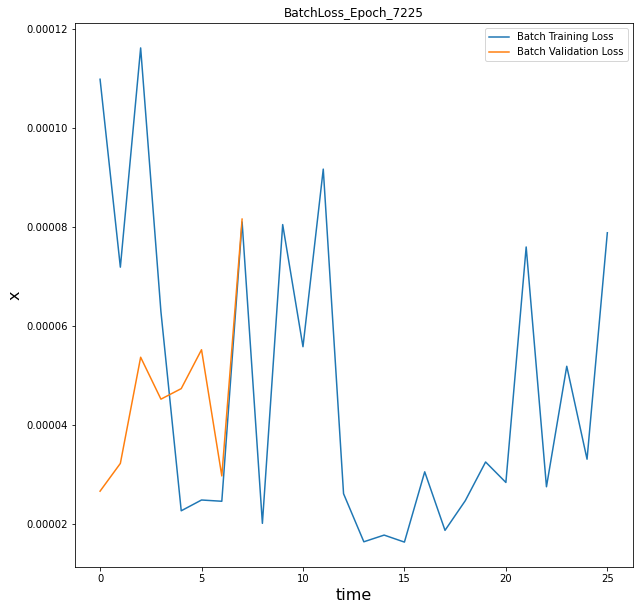 BatchLoss_Epoch_7225
Batch Training Loss
Batch Validation Loss
0.00012
0.00010
0.00008
0.00006
0.00004
0.00002
x
0 5 10 15 20 25
time